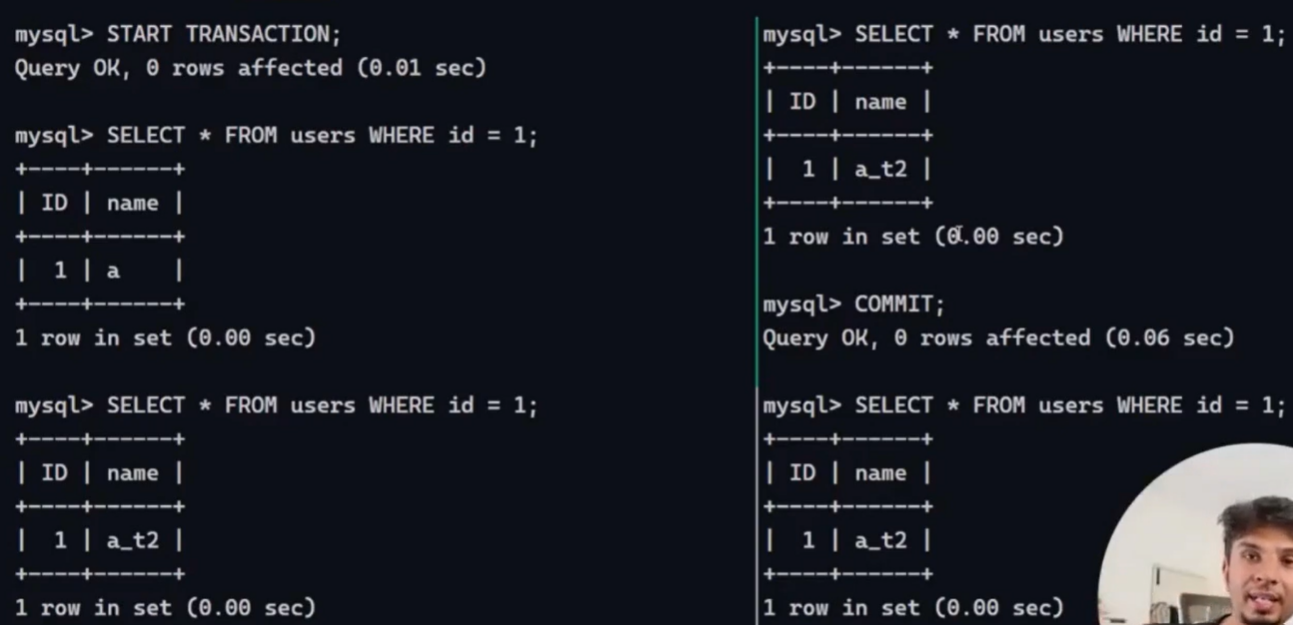 mysql> START TRANSACTION;
Query OK, 0 rows affected (0.01 sec)
mysql> SELECT * FROM users WHERE id = 1;
+----+------+
| ID | name |
+----+------+
|  1 | a    |
+----+------+
1 row in set (0.00 sec)
mysql> SELECT * FROM users WHERE id = 1;
+----+------+
| ID | name |
+----+------+
|  1 | a_t2 |
+----+------+
1 row in set (0.00 sec)
mysql> SELECT * FROM users WHERE id = 1;
+----+------+
| ID | name |
+----+------+
|  1 | a_t2 |
+----+------+
1 row in set (0.00 sec)
mysql> COMMIT;
Query OK, 0 rows affected (0.06 sec)
mysql> SELECT * FROM users WHERE id = 1;
+----+------+
| ID | name |
+----+------+
|  1 | a_t2 |
+----+------+
1 row in set (0.00 sec)